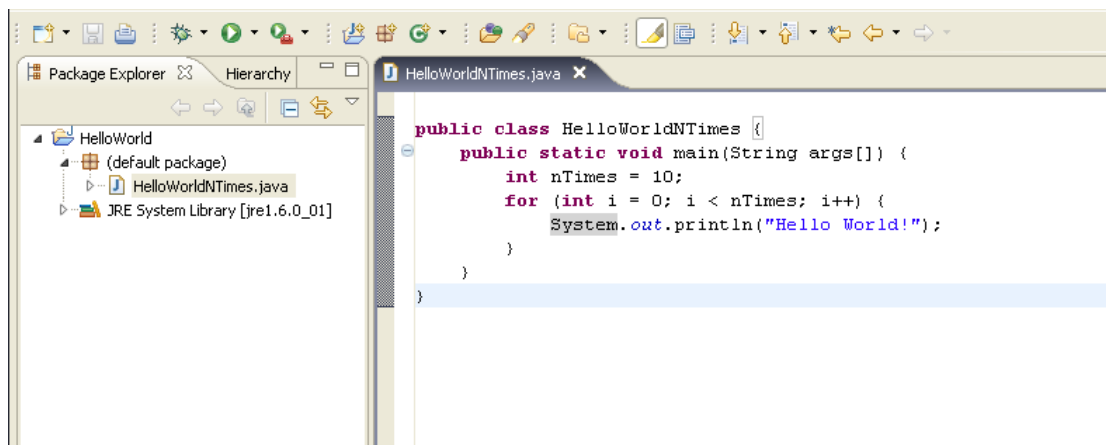 Package Explorer
Hierarchy
HelloWorldNTimes.java
HelloWorld
(default package)
HelloWorldNTimes.java
JRE System Library [jre1.6.0_01]
public class HelloWorldNTimes {
    public static void main(String args[]) {
        int nTimes = 10;
        for (int i = 0; i < nTimes; i++) {
            System.out.println("Hello World!");
        }
    }
}